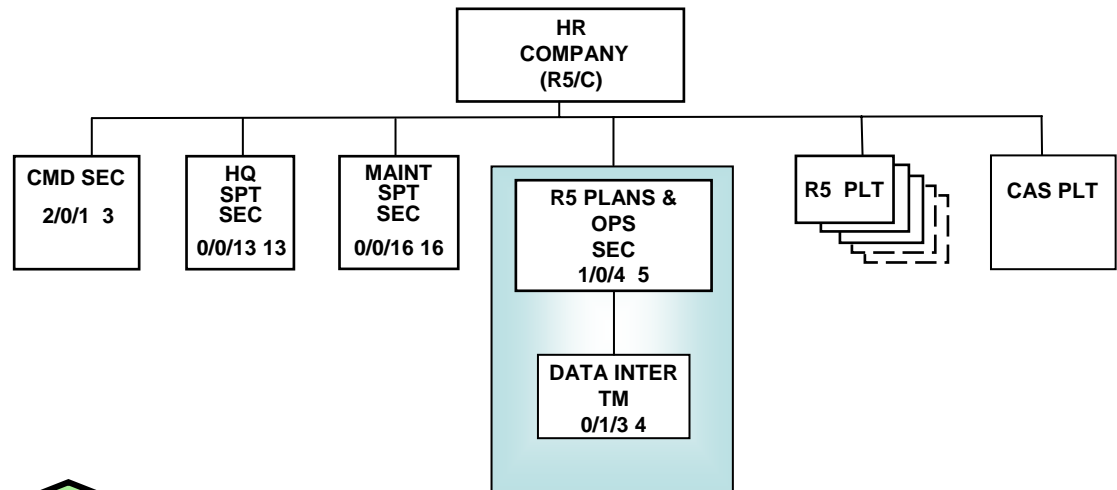 HR
COMPANY
(R5/C)
CMD SEC
2/0/1 3
HQ
SPT
SEC
0/0/13 13
MAINT
SPT
SEC
0/0/16 16
R5 PLANS &
OPS
SEC
1/0/4 5
DATA INTER
TM
0/1/3 4
R5 PLT
CAS PLT